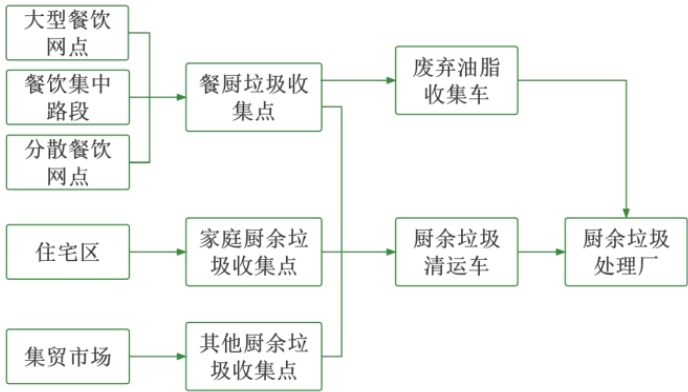 大型餐饮
网点
餐饮集中
路段
分散餐饮
网点
餐厨垃圾收
集点
废弃油脂
收集车
住宅区
家庭厨余垃
圾收集点
厨余垃圾
清运车
厨余垃圾
处理厂
集贸市场
其他厨余垃
圾收集点